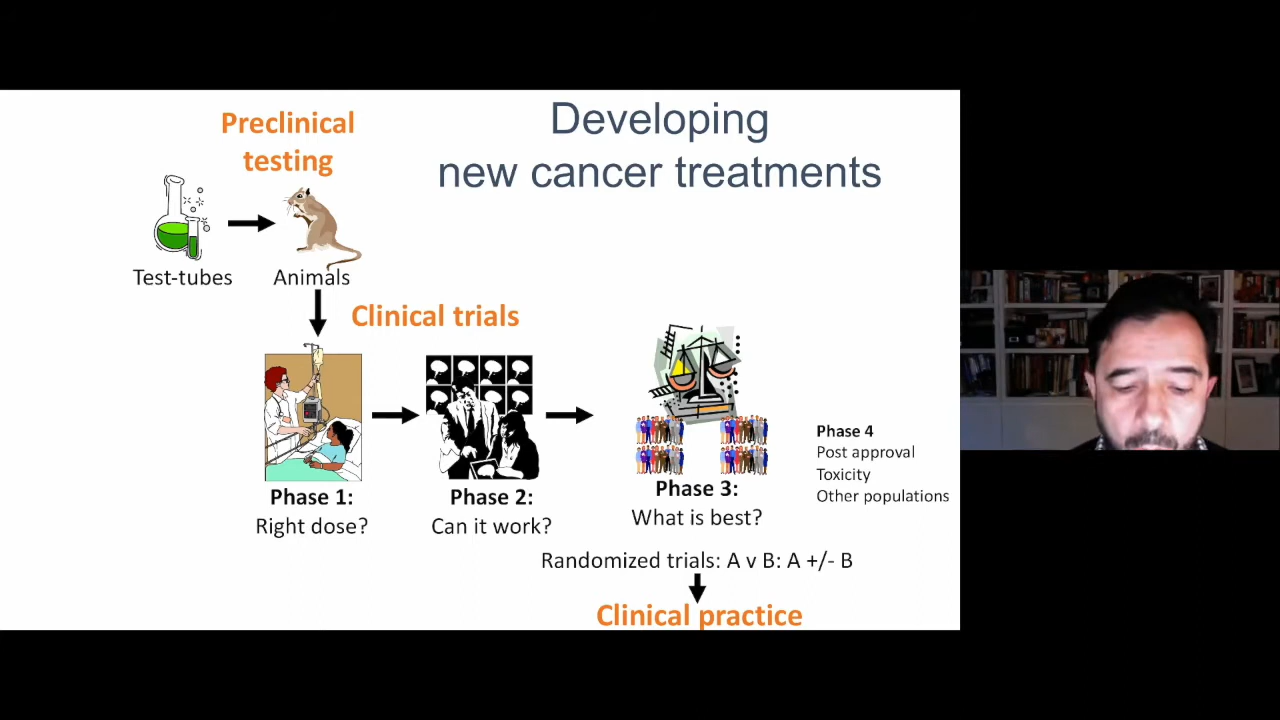 Developing
new cancer treatments
Preclinical
testing
Test-tubes
Animals
Clinical trials
Phase 1:
Right dose?
Phase 2:
Can it work?
Phase 3:
What is best?
Phase 4
Post approval
Toxicity
Other populations
Randomized trials: A v B: A +/- B
Clinical practice